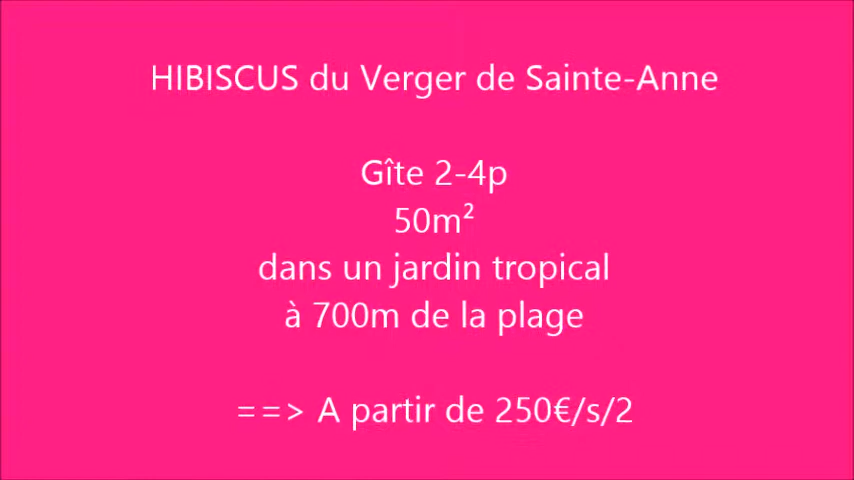 HIBISCUS du Verger de Sainte-Anne
Gîte 2-4p
50m²
dans un jardin tropical
à 700m de la plage
==> A partir de 250€/s/2